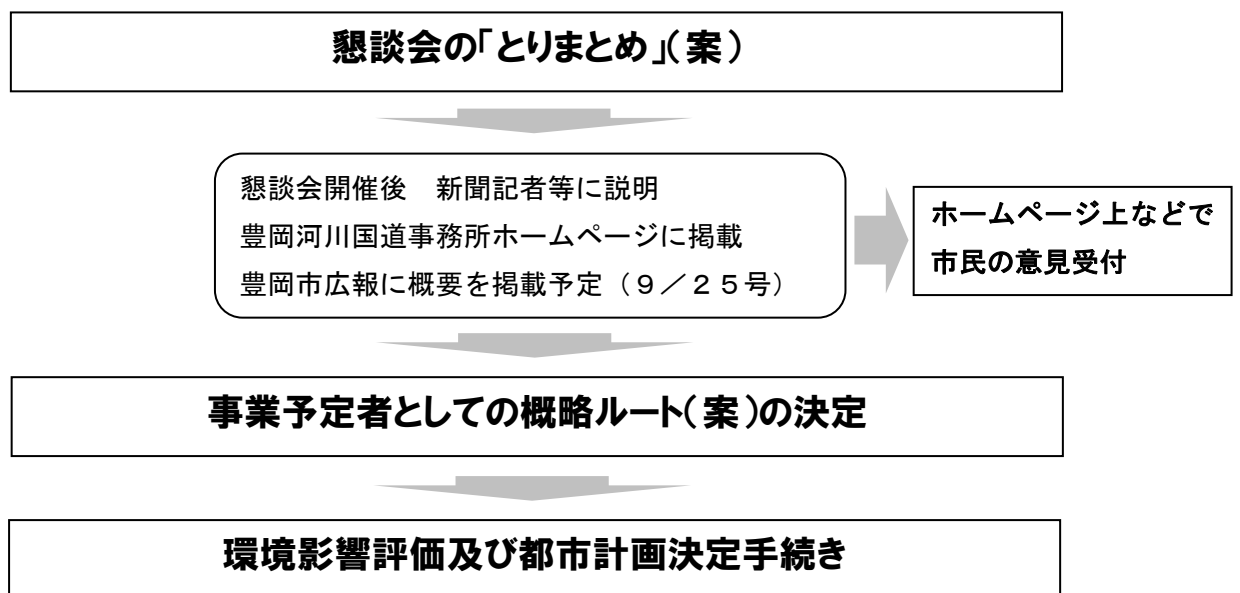 懇談会の「とりまとめ」(案)
懇談会開催後　新聞記者等に説明
豊岡河川国道事務所ホームページに掲載
豊岡市広報に概要を掲載予定（９／２５号）
ホームページ上などで
市民の意見受付
事業予定者としての概略ルート(案)の決定
環境影響評価及び都市計画決定手続き